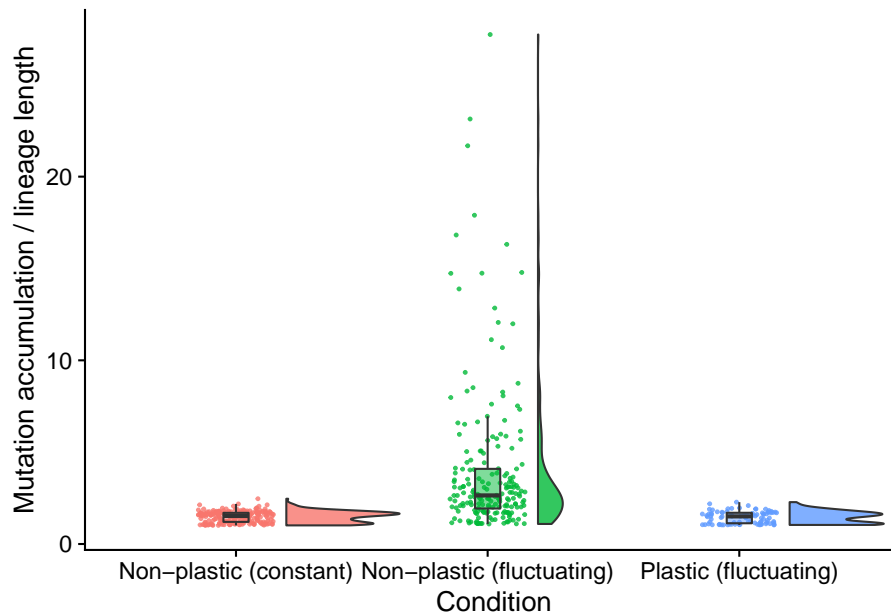 Mutation accumulation / lineage length
20
10
0
Non−plastic (constant) Non−plastic (fluctuating) Plastic (fluctuating)
Condition